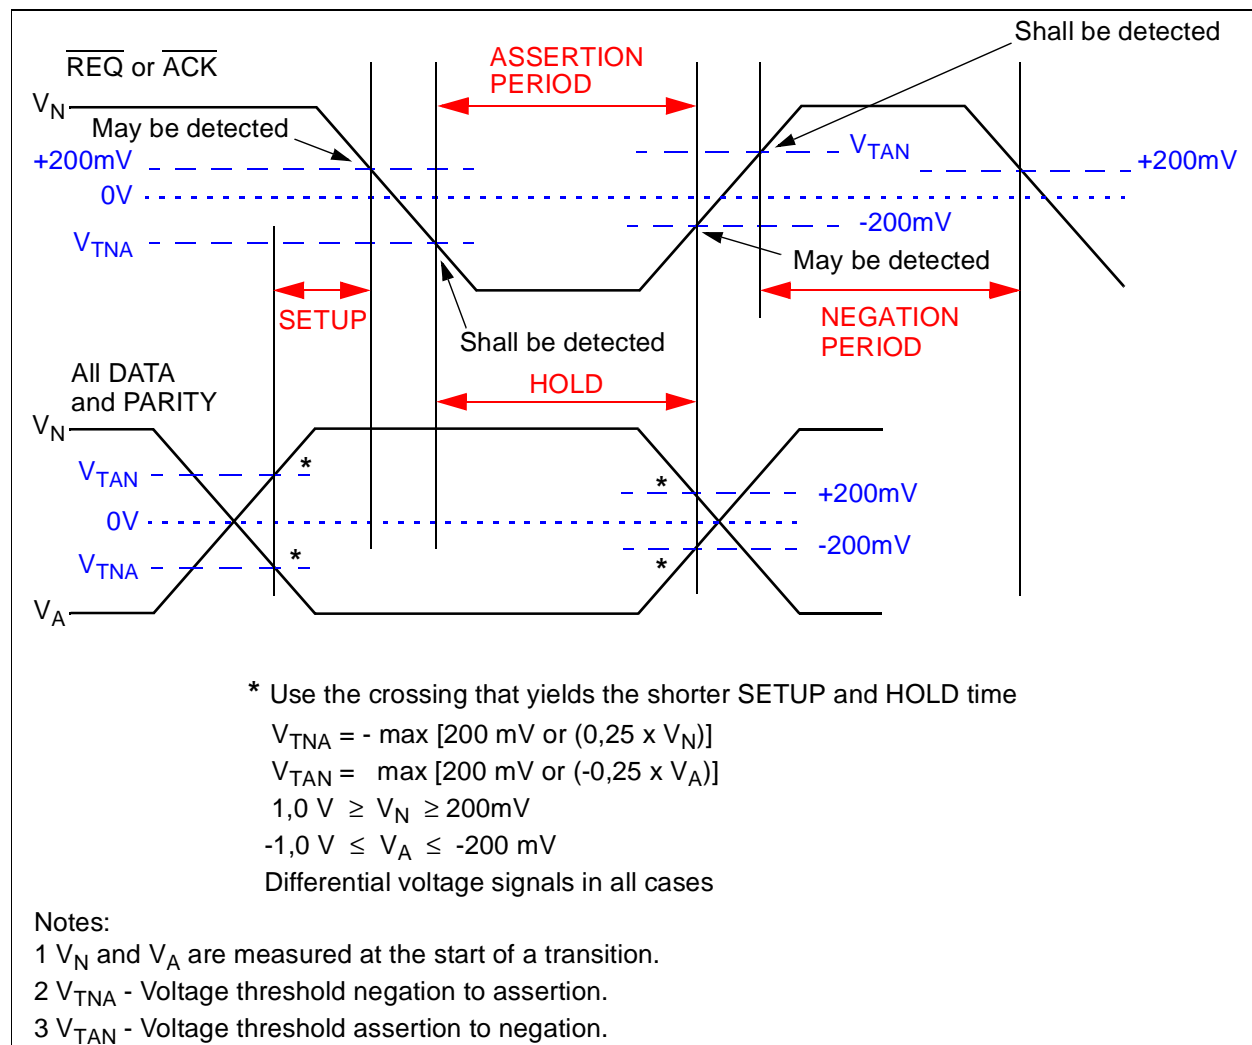 Shall be detected
REQ or ACK
ASSERTION
PERIOD
VN
May be detected
+200mV
0V
VTNA
VTAN
+200mV
-200mV
May be detected
SETUP
Shall be detected
NEGATION
PERIOD
HOLD
All DATA
and PARITY
VN
VTAN
*
*
+200mV
0V
-200mV
VTNA
*
*
VA
* Use the crossing that yields the shorter SETUP and HOLD time
VTNA = - max [200 mV or (0,25 x VN)]
VTAN = max [200 mV or (-0,25 x VA)]
1,0 V ≥ VN ≥ 200mV
-1,0 V ≤ VA ≤ -200 mV
Differential voltage signals in all cases
Notes:
1 VN and VA are measured at the start of a transition.
2 VTNA - Voltage threshold negation to assertion.
3 VTAN - Voltage threshold assertion to negation.